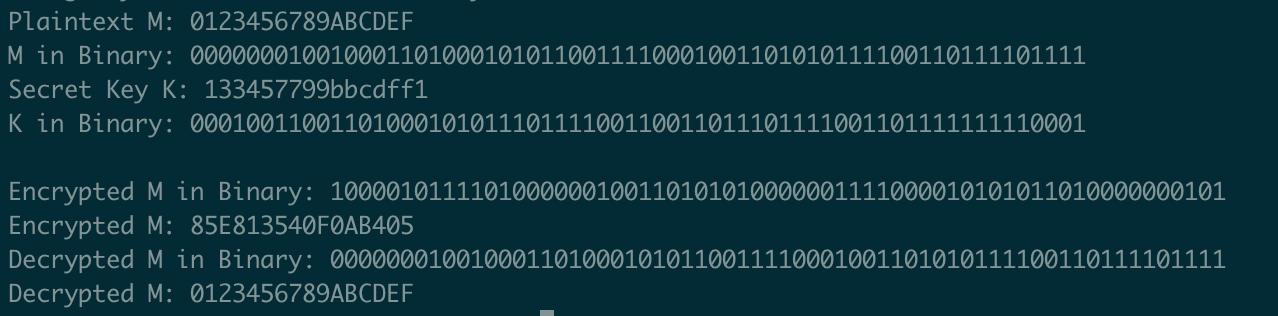 Plaintext M: 0123456789ABCDEF
M in Binary: 0000000100100011010001010110011110001001101010111100110111101111
Secret Key K: 133457799bbcdff1
K in Binary: 0001001100110100010101110111100110011011101111001101111111110001
Encrypted M in Binary: 1000010111101000000100110101010000001111000010101011010000000101
Encrypted M: 85E813540F0AB405
Decrypted M in Binary: 0000000100100011010001010110011110001001101010111100110111101111
Decrypted M: 0123456789ABCDEF